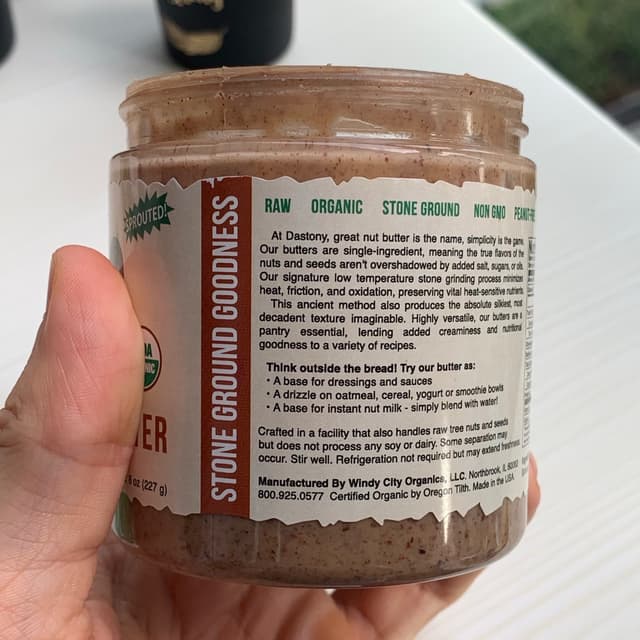 SPROUTED!
STONE GROUND GOODNESS
RAW ORGANIC STONE GROUND NON GMO PEANUT-FREE
At Dastony, great nut butter is the name, simplicity is the game.
Our butters are single-ingredient, meaning the true flavors of the
nuts and seeds aren't overshadowed by added salt, sugars, or oils.
Our signature low temperature stone grinding process minimizes
heat, friction, and oxidation, preserving vital heat-sensitive nutrients.
This ancient method also produces the absolute silkiest, most
decadent texture imaginable. Highly versatile, our butters are a
pantry essential, lending added creaminess and nutritional
goodness to a variety of recipes.
Think outside the bread! Try our butter as:
• A base for dressings and sauces
• A drizzle on oatmeal, cereal, yogurt or smoothie bowls
• A base for instant nut milk - simply blend with water!
Crafted in a facility that also handles raw tree nuts and seeds
but does not process any soy or dairy. Some separation may
occur. Stir well. Refrigeration not required but may extend freshness.
Manufactured By Windy City Organics, LLC. Northbrook, IL 60062
800.925.0577 Certified Organic by Oregon Tilth. Made in the USA.
TER
8 oz (227 g)